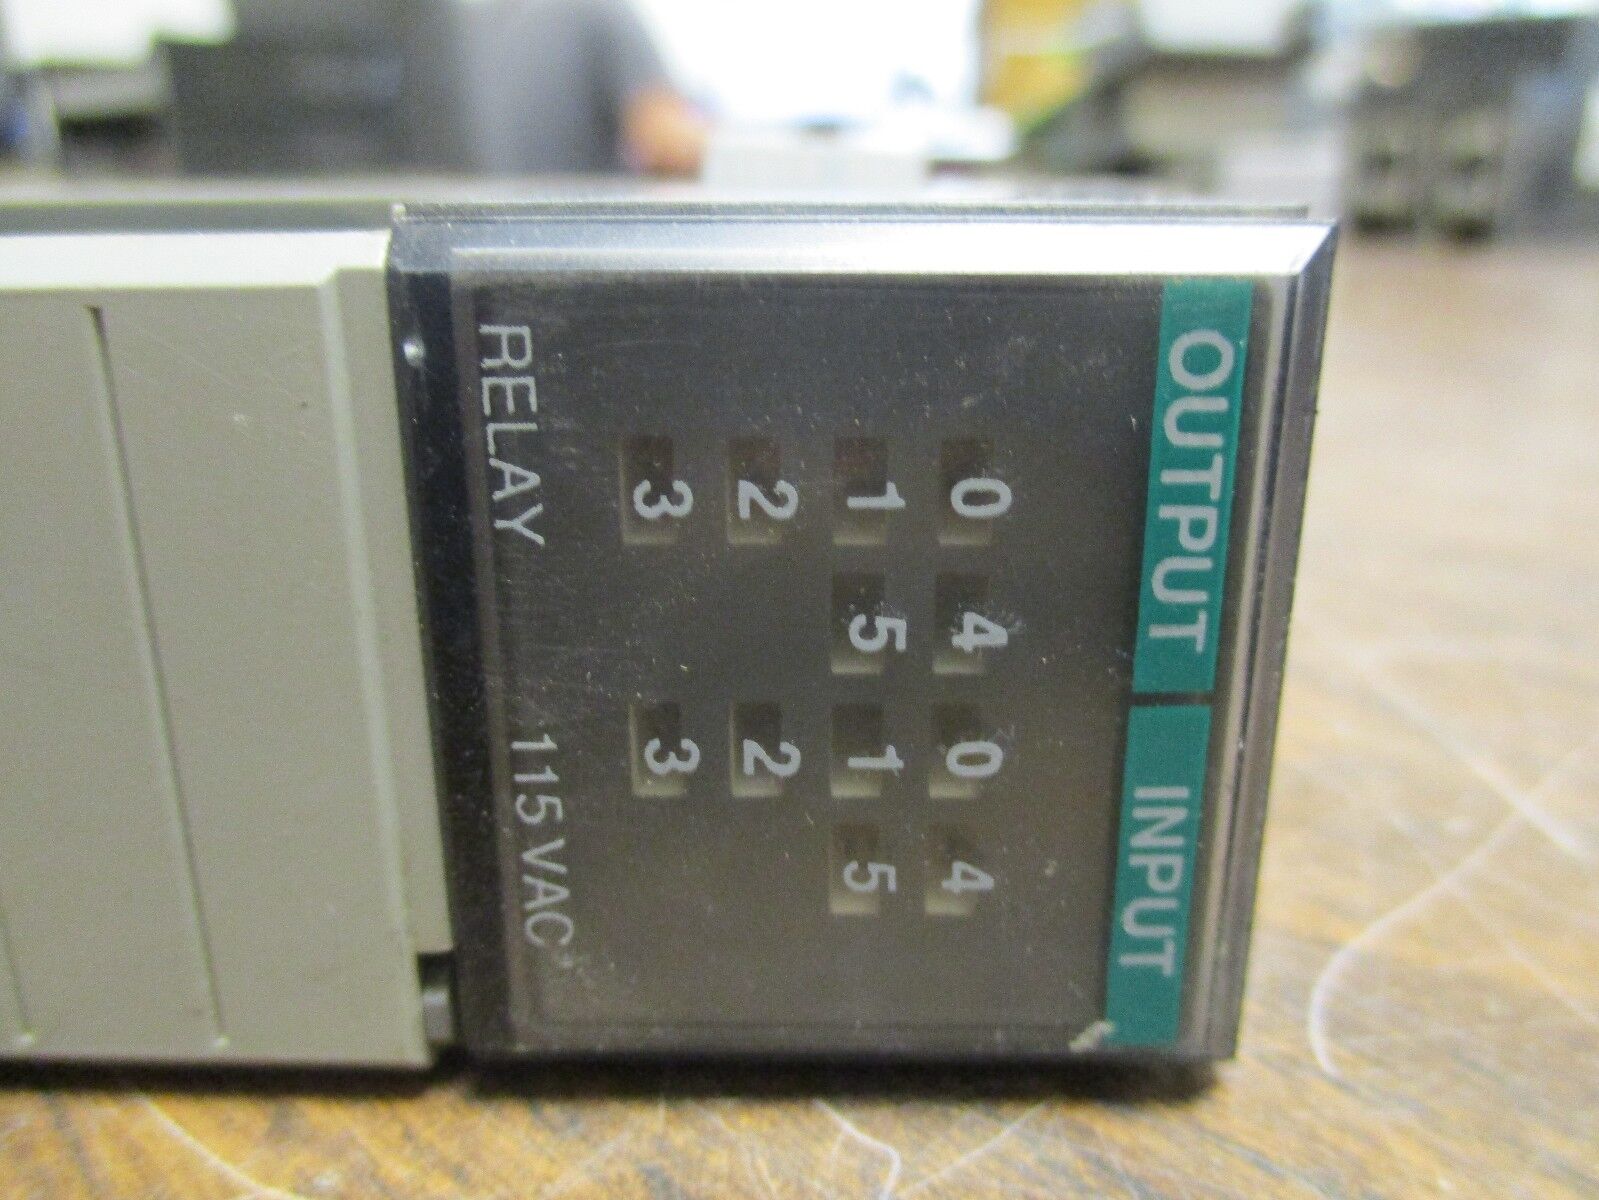 OUTPUT INPUT
0 4 0 4
1 5 1 5
2 2
3 3
RELAY 115 VAC